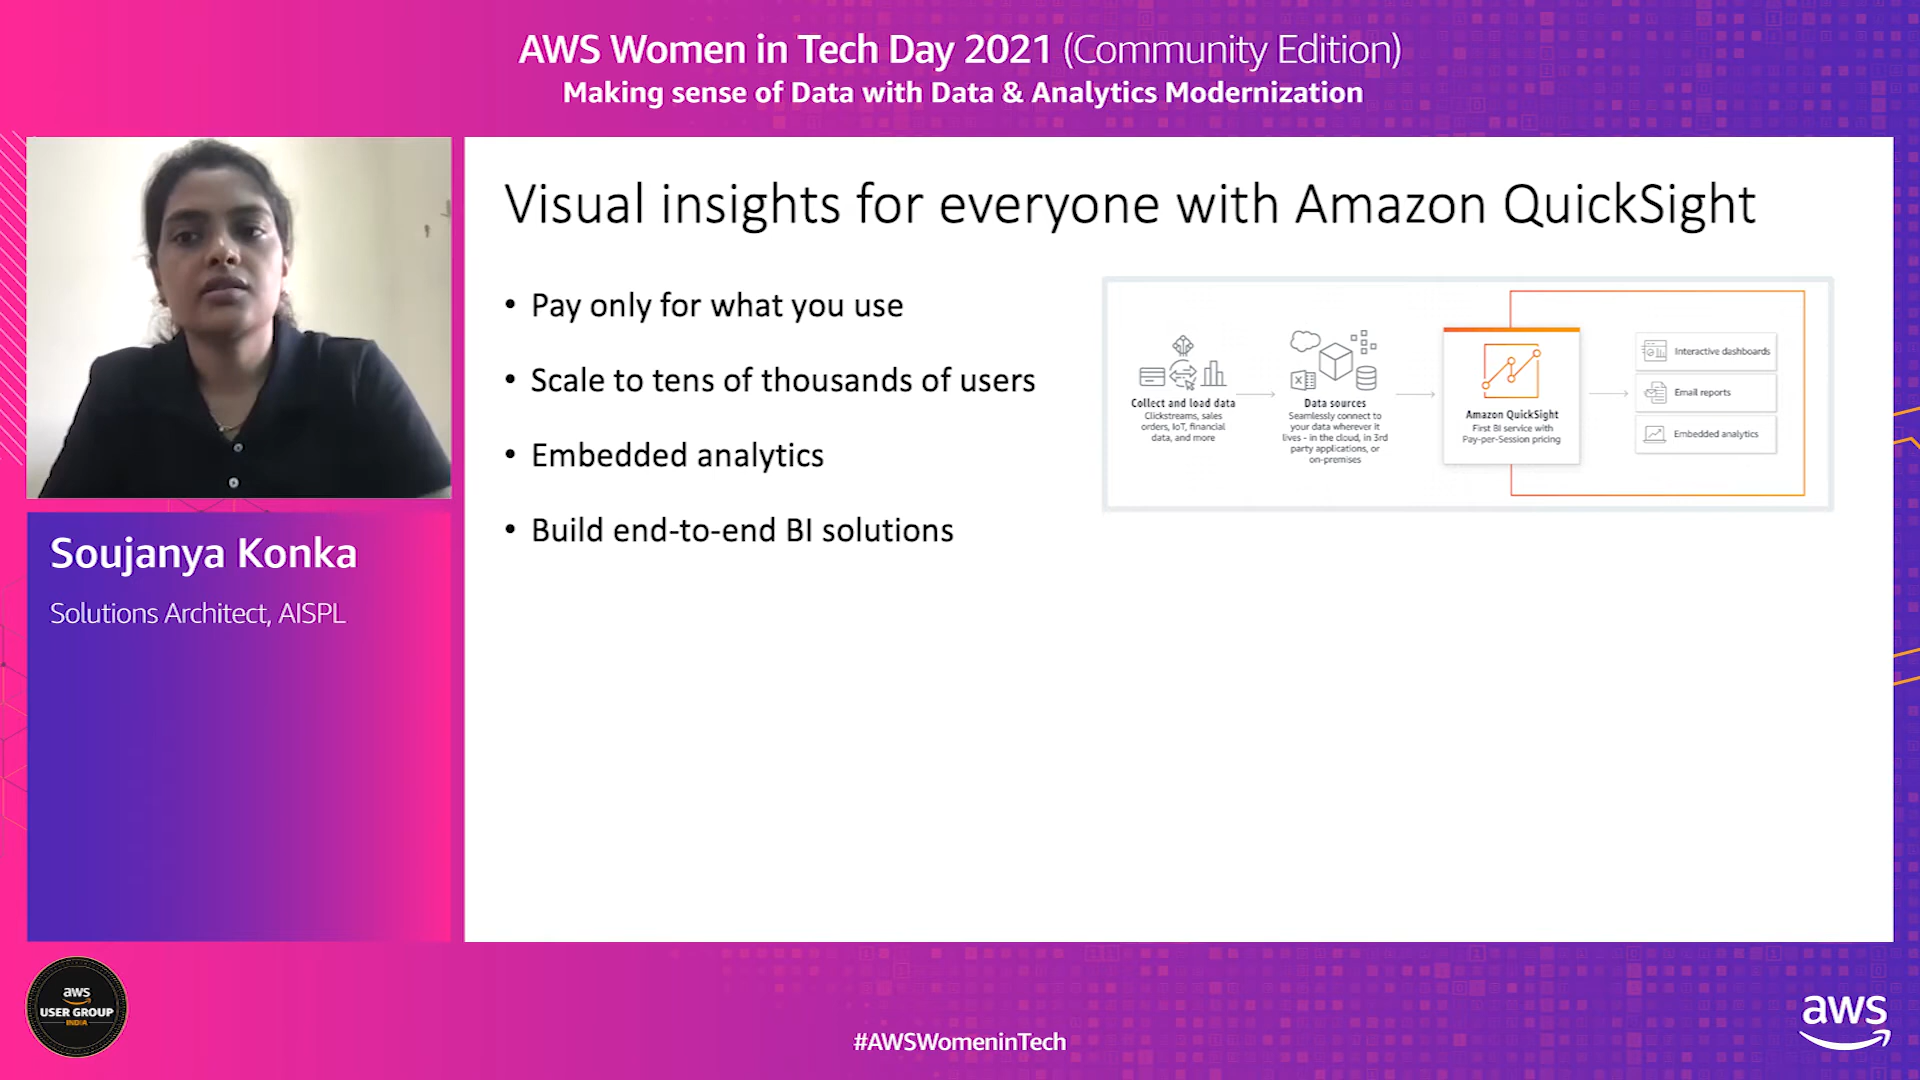 AWS Women in Tech Day 2021 (Community Edition)
Making sense of Data with Data & Analytics Modernization
Soujanya Konka
Solutions Architect, AISPL
Visual insights for everyone with Amazon QuickSight
• Pay only for what you use
• Scale to tens of thousands of users
• Embedded analytics
• Build end-to-end BI solutions
Collect and load data
Clickstreams, sales
orders, IoT, financial
data, and more
Data sources
Seamlessly connect to
your data wherever it
lives - in the cloud, in 3rd
party applications, or
on-premises
Amazon QuickSight
First BI service with
Pay-per-Session pricing
Interactive dashboards
Email reports
Embedded analytics
aws
USER GROUP
INDIA
#AWSWomeninTech
aws